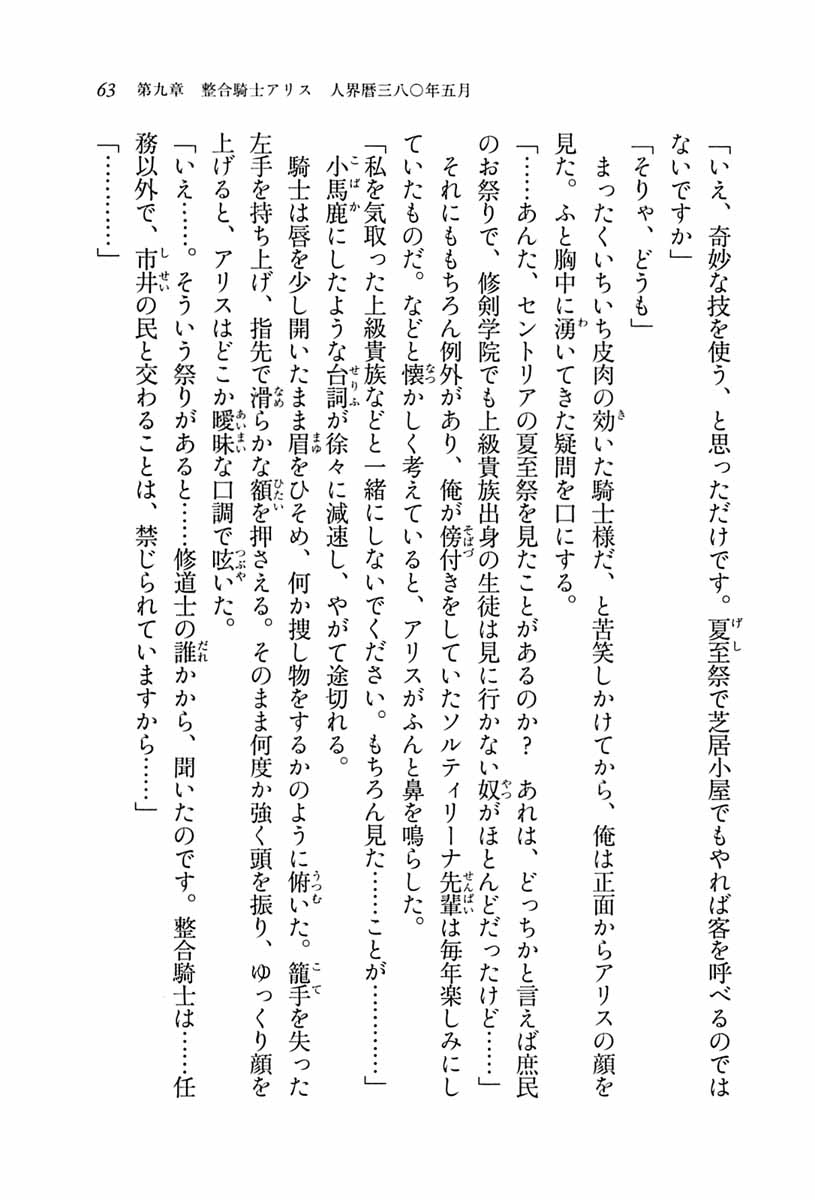 63　第九章　整合騎士アリス　人界暦三八〇年五月
「いえ、奇妙な技を使う、と思っただけです。夏至祭で芝居小屋でもやれば客を呼べるのでは
ないですか」
「そりゃ、どうも」
　まったくいちいち皮肉の効いた騎士様だ、と苦笑しかけてから、俺は正面からアリスの顔を
見た。ふと胸中に湧いてきた疑問を口にする。
「……あんた、セントリアの夏至祭を見たことがあるのか？　あれは、どっちかと言えば庶民
のお祭りで、修剣学院でも上級貴族出身の生徒は見に行かない奴がほとんどだったけど……」
　それにももちろん例外があり、俺が傍付きをしていたソルティリーナ先輩は毎年楽しみにし
ていたものだ。などと懐かしく考えていると、アリスがふんと鼻を鳴らした。
「私を気取った上級貴族などと一緒にしないでください。もちろん見た……ことが…………」
　小馬鹿にしたような台詞が徐々に減速し、やがて途切れる。
　騎士は唇を少し開いたまま眉をひそめ、何か捜し物をするかのように俯いた。籠手を失った
左手を持ち上げ、指先で滑らかな額を押さえる。そのまま何度か強く頭を振り、ゆっくり顔を
上げると、アリスはどこか曖昧な口調で呟いた。
「いえ……。そういう祭りがあると……修道士の誰かから、聞いたのです。整合騎士は……任
務以外で、市井の民と交わることは、禁じられていますから……」
「…………」